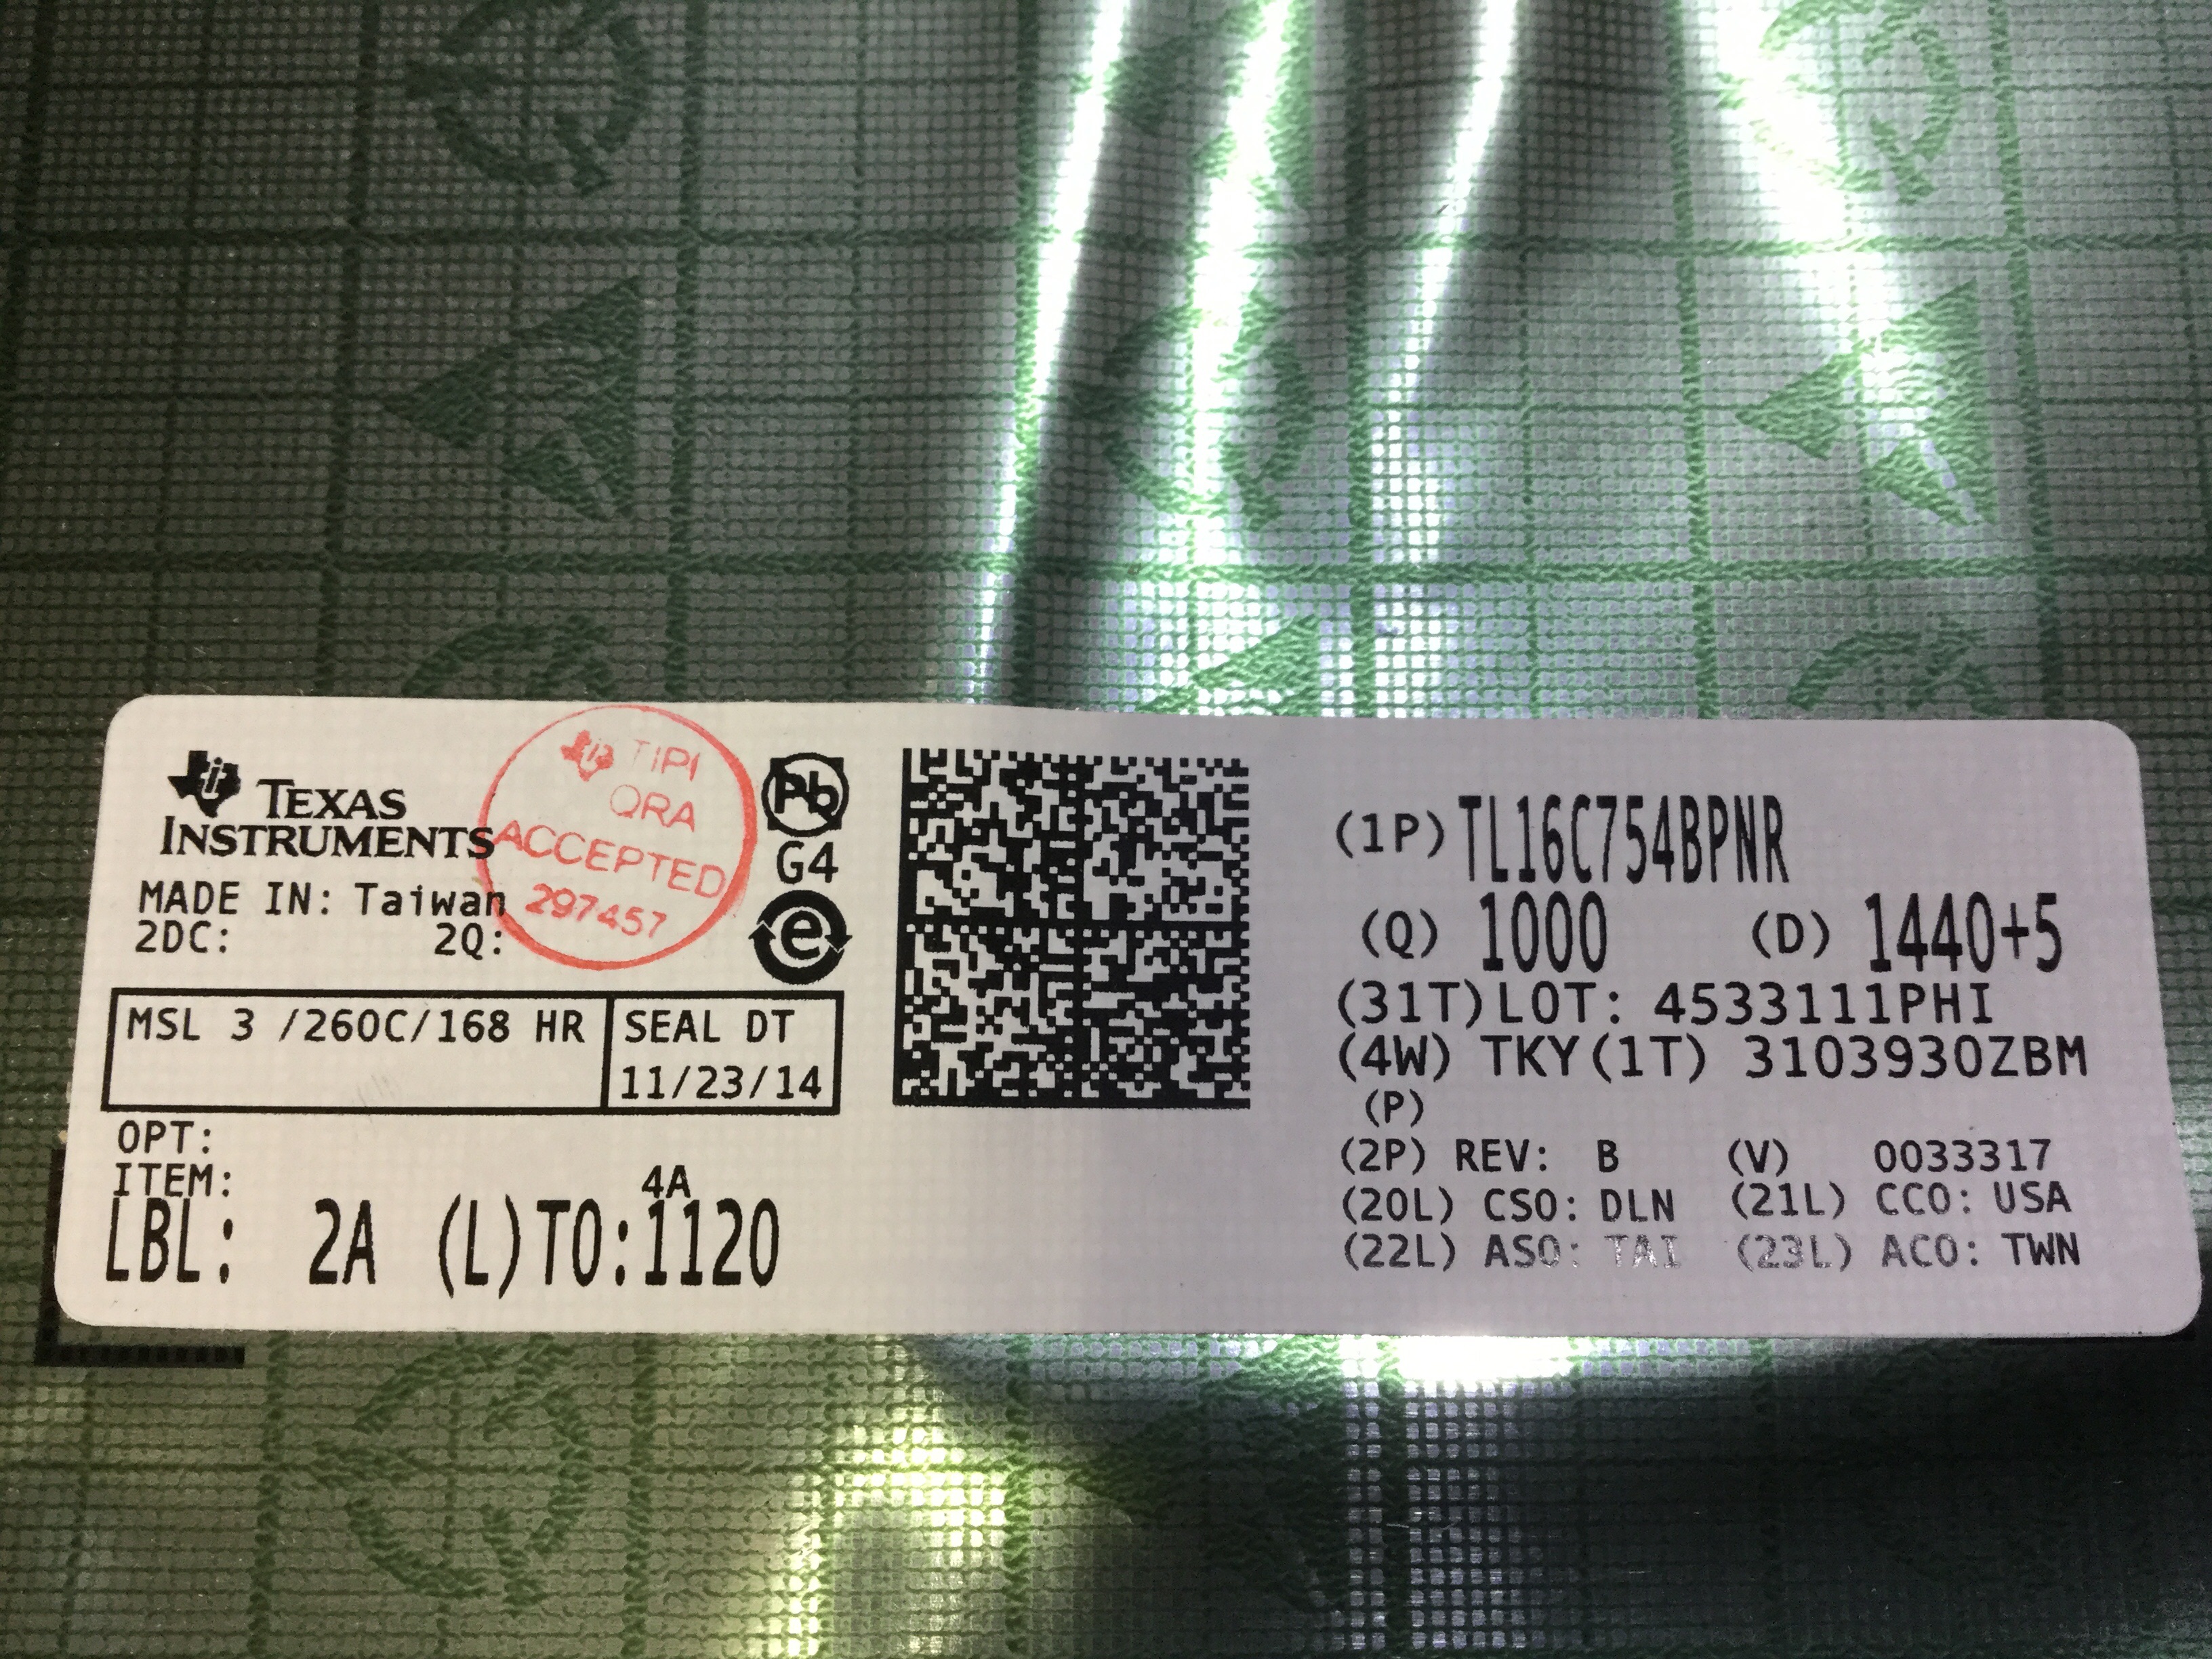 TEXAS
INSTRUMENTS
TIPI
QRA
ACCEPTED
297457
Pb
G4
e
MADE IN: Taiwan
2DC: 2Q:
MSL 3 /260C/168 HR
SEAL DT
11/23/14
OPT:
ITEM:
4A
LBL: 2A (L)TO:1120
(1P) TL16C754BPNR
(Q) 1000 (D) 1440+5
(31T)LOT: 4533111PHI
(4W) TKY(1T) 3103930ZBM
(P)
(2P) REV: B (V) 0033317
(20L) CSO: DLN (21L) CCO: USA
(22L) ASO: TAI (23L) ACO: TWN